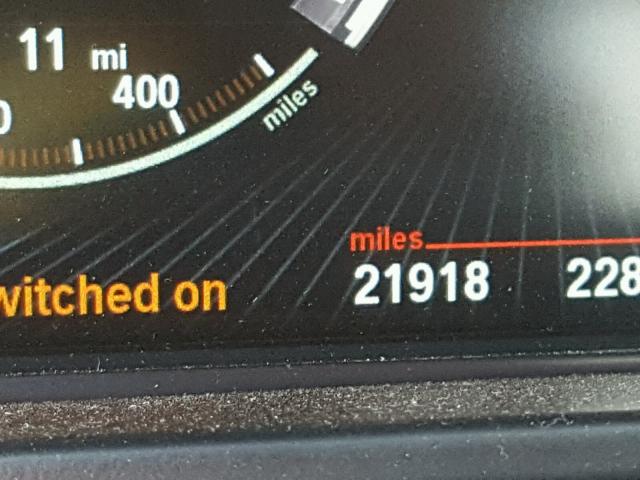 11 mi
400
miles
miles
witched on
21918 228